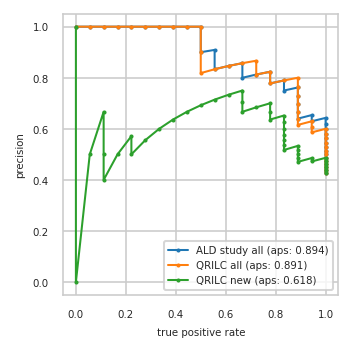 precision
1.0
0.8
0.6
0.4
0.2
0.0
ALD study all (aps: 0.894)
QRILC all (aps: 0.891)
QRILC new (aps: 0.618)
0.0 0.2 0.4 0.6 0.8 1.0
true positive rate